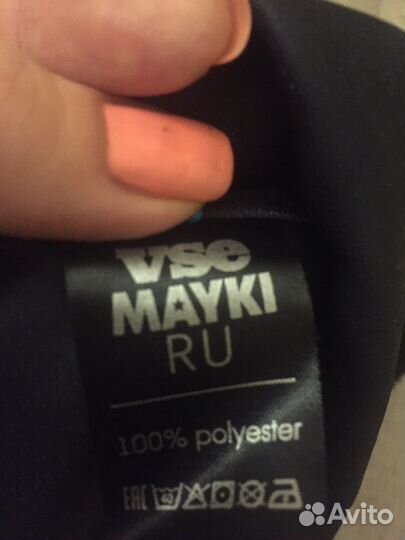 vse
MAYKI
RU
100% polyester
EAC
Avito